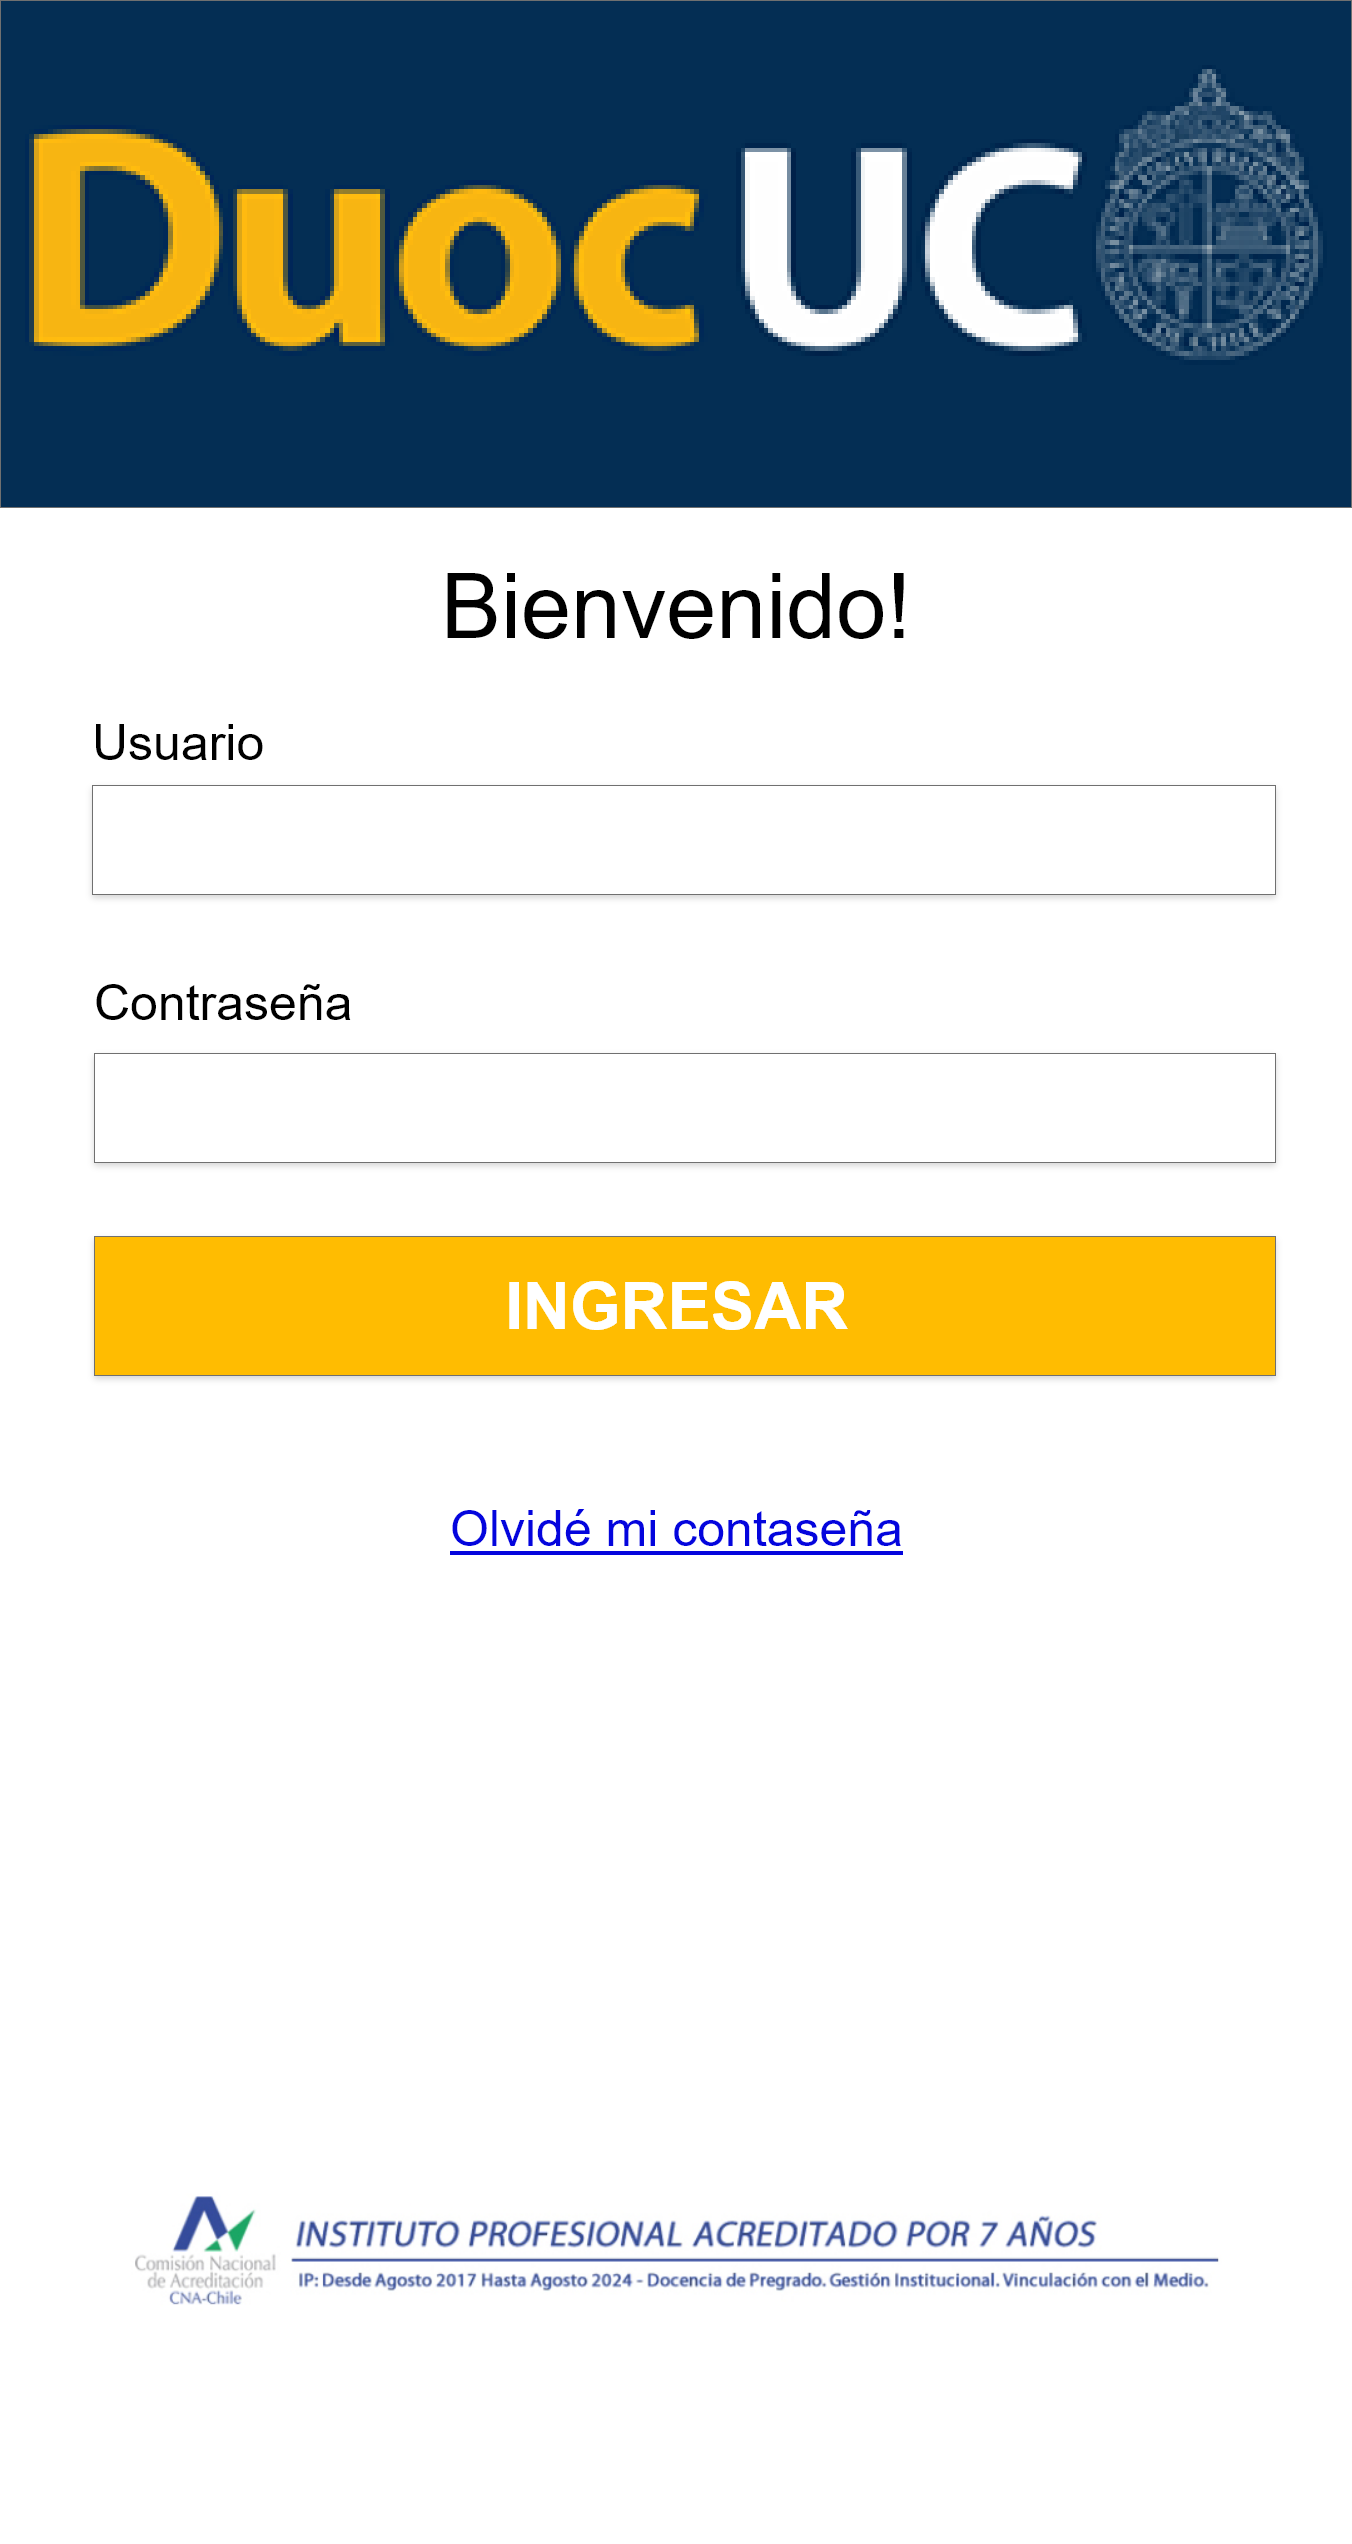 Duoc UC
Bienvenido!
Usuario
Contraseña
INGRESAR
Olvidé mi contaseña
INSTITUTO PROFESIONAL ACREDITADO POR 7 AÑOS
Comisión Nacional
de Acreditación
CNA-Chile
IP: Desde Agosto 2017 Hasta Agosto 2024 - Docencia de Pregrado. Gestión Institucional. Vinculación con el Medio.